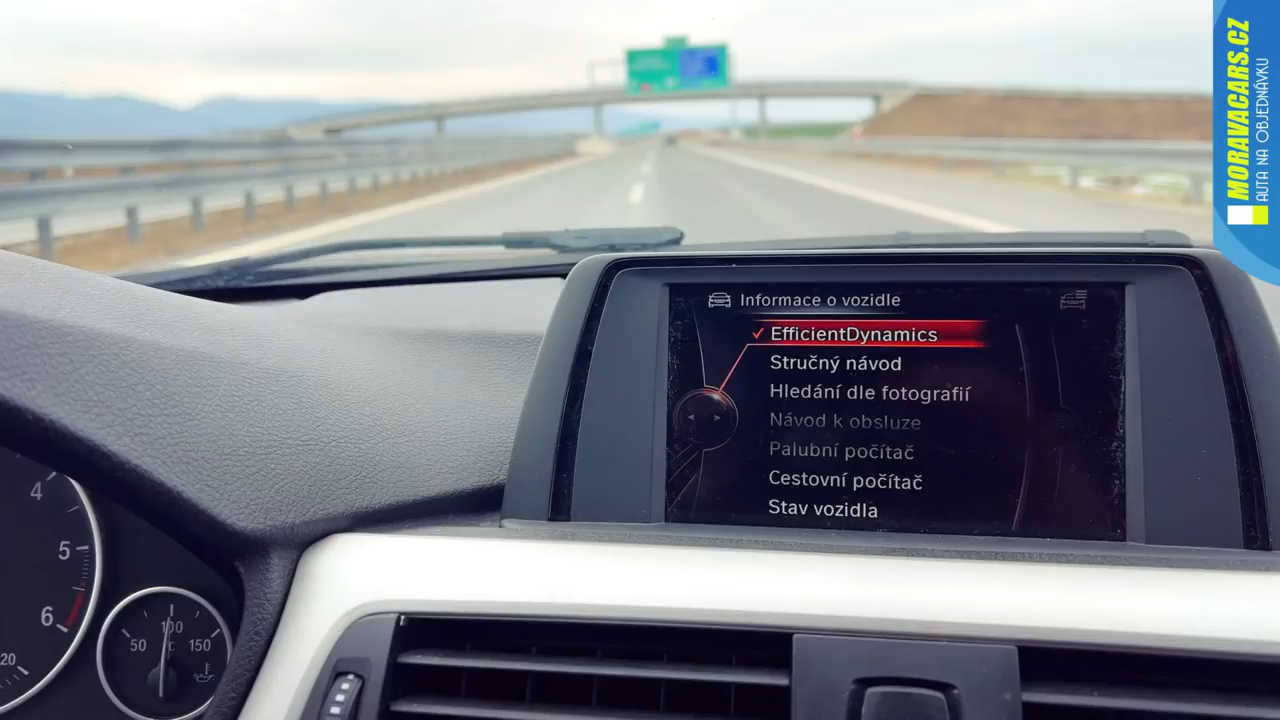 MORAVACARS.CZ
AUTA NA OBJEDNÁVKU
Informace o vozidle
EfficientDynamics
Stručný návod
Hledání dle fotografií
Návod k obsluze
Palubní počítač
Cestovní počítač
Stav vozidla
4
5
6
20
50
100
150
°C